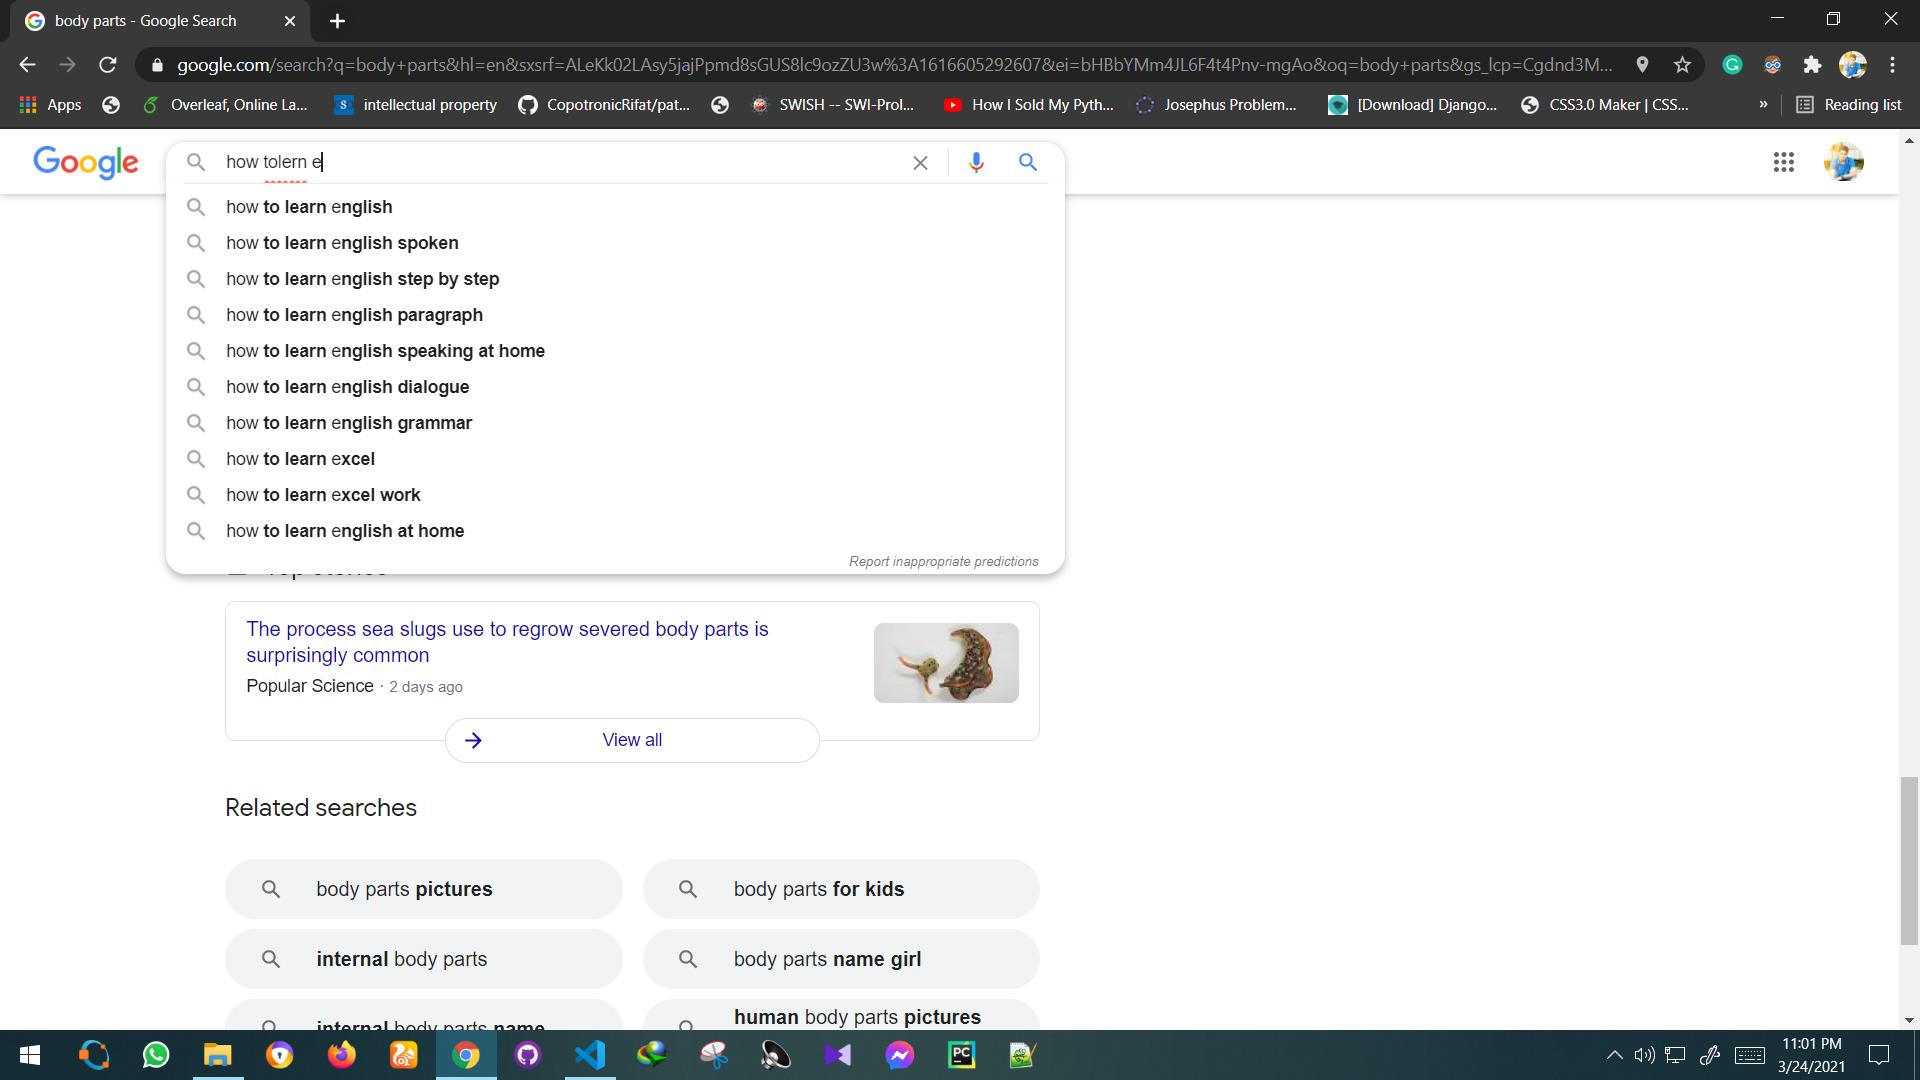 body parts - Google Search
google.com/search?q=body+parts&hl=en&sxsrf=ALeKk02LAsy5jajPpmd8sGUS8lc9ozZU3w%3A1616605292607&ei=bHBbYMm4JL6F4t4Pnv-mgAo&oq=body+parts&gs_lcp=Cgdnd3M...
Apps Overleaf, Online La... intellectual property CopotronicRifat/pat... SWISH -- SWI-Prol... How I Sold My Pyth... Josephus Problem... [Download] Django... CSS3.0 Maker | CSS... » Reading list
Google
how tolern e
how to learn english
how to learn english spoken
how to learn english step by step
how to learn english paragraph
how to learn english speaking at home
how to learn english dialogue
how to learn english grammar
how to learn excel
how to learn excel work
how to learn english at home
Report inappropriate predictions
The process sea slugs use to regrow severed body parts is
surprisingly common
Popular Science · 2 days ago
View all
Related searches
body parts pictures
body parts for kids
internal body parts
body parts name girl
internal body parts name
human body parts pictures
11:01 PM
3/24/2021